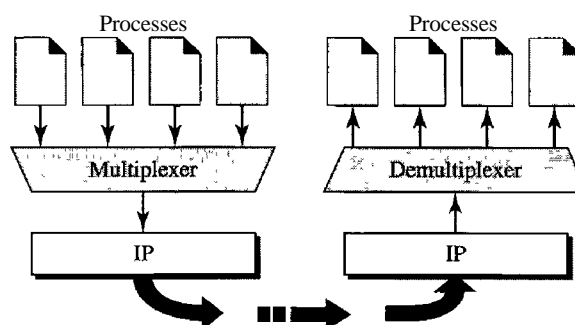 Processes
Processes
Multiplexer
Demultiplexer
IP
IP